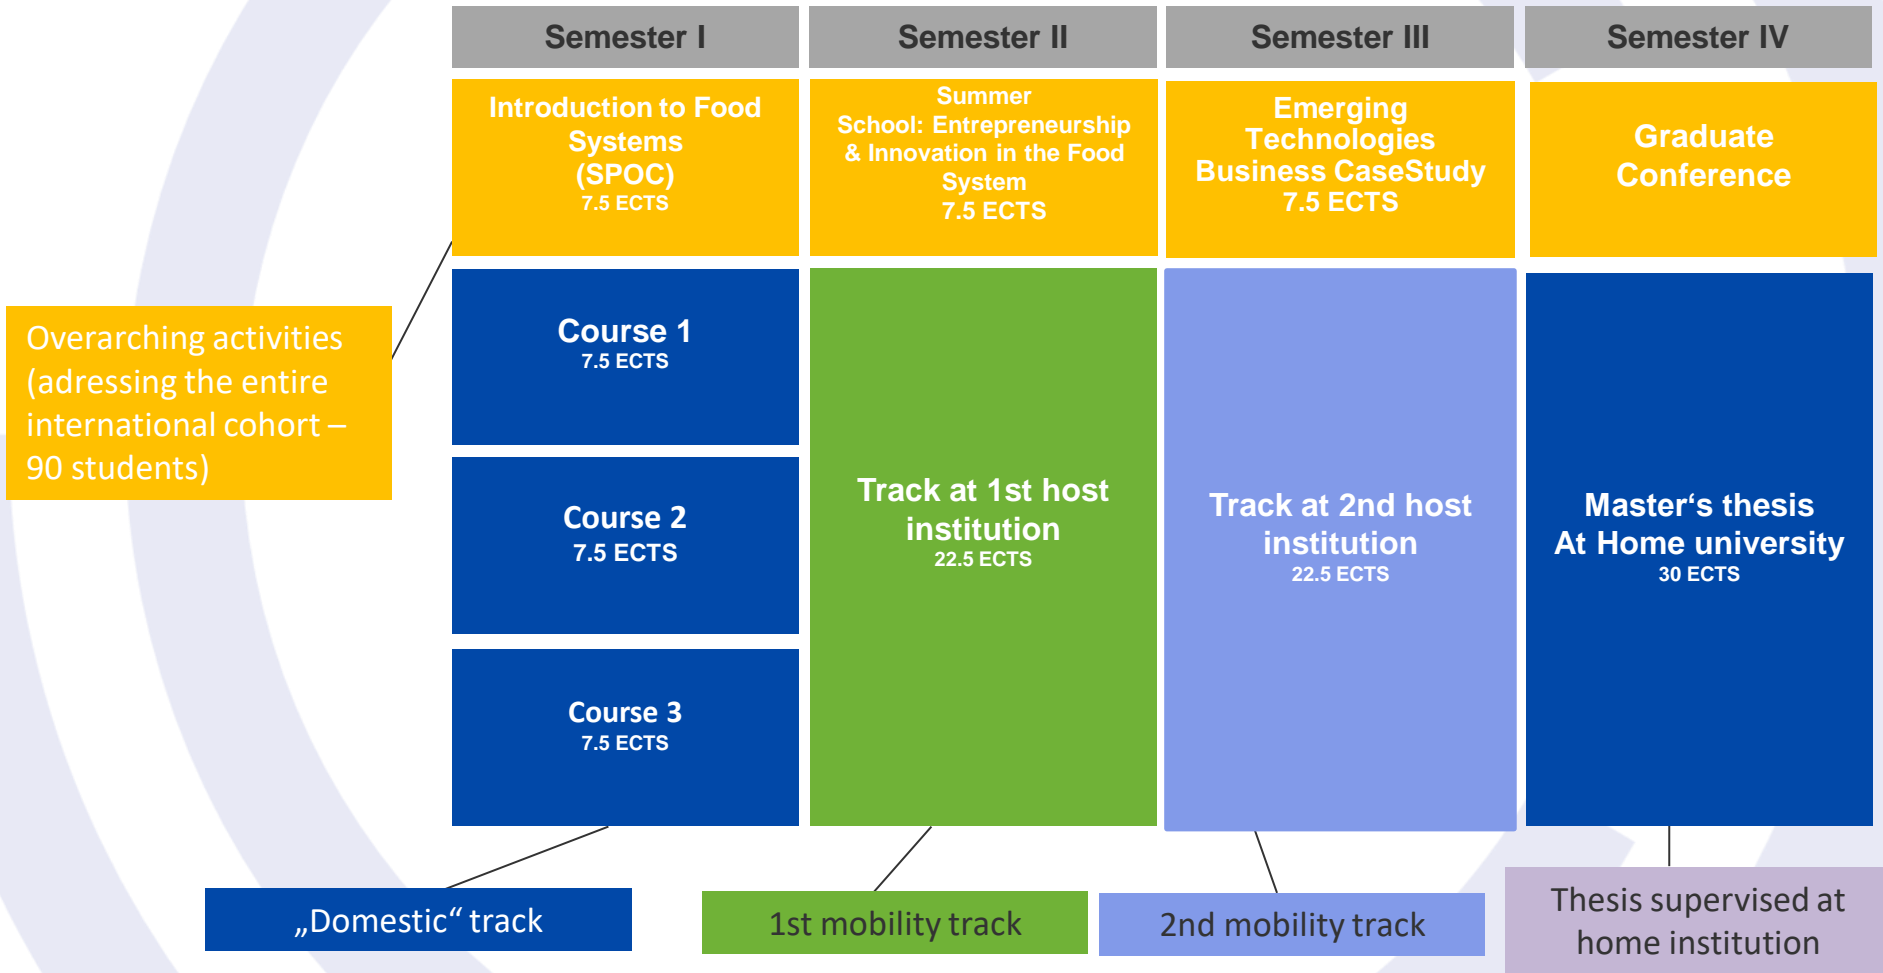 Semester I
Semester II
Semester III
Semester IV
Introduction to Food
Systems
(SPOC)
7.5 ECTS
Summer
School: Entrepreneurship
& Innovation in the Food
System
7.5 ECTS
Emerging
Technologies
Business CaseStudy
7.5 ECTS
Graduate
Conference
Overarching activities
(adressing the entire
international cohort –
90 students)
Course 1
7.5 ECTS
Course 2
7.5 ECTS
Course 3
7.5 ECTS
Track at 1st host
institution
22.5 ECTS
Track at 2nd host
institution
22.5 ECTS
Master‘s thesis
At Home university
30 ECTS
„Domestic“ track
1st mobility track
2nd mobility track
Thesis supervised at
home institution